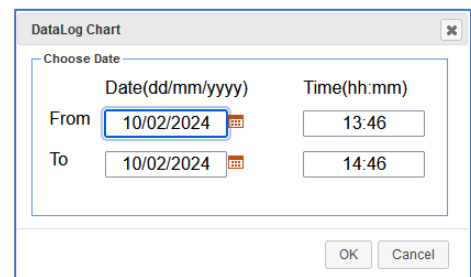 DataLog Chart
Choose Date
Date(dd/mm/yyyy) Time(hh:mm)
From 10/02/2024 13:46
To 10/02/2024 14:46
OK Cancel